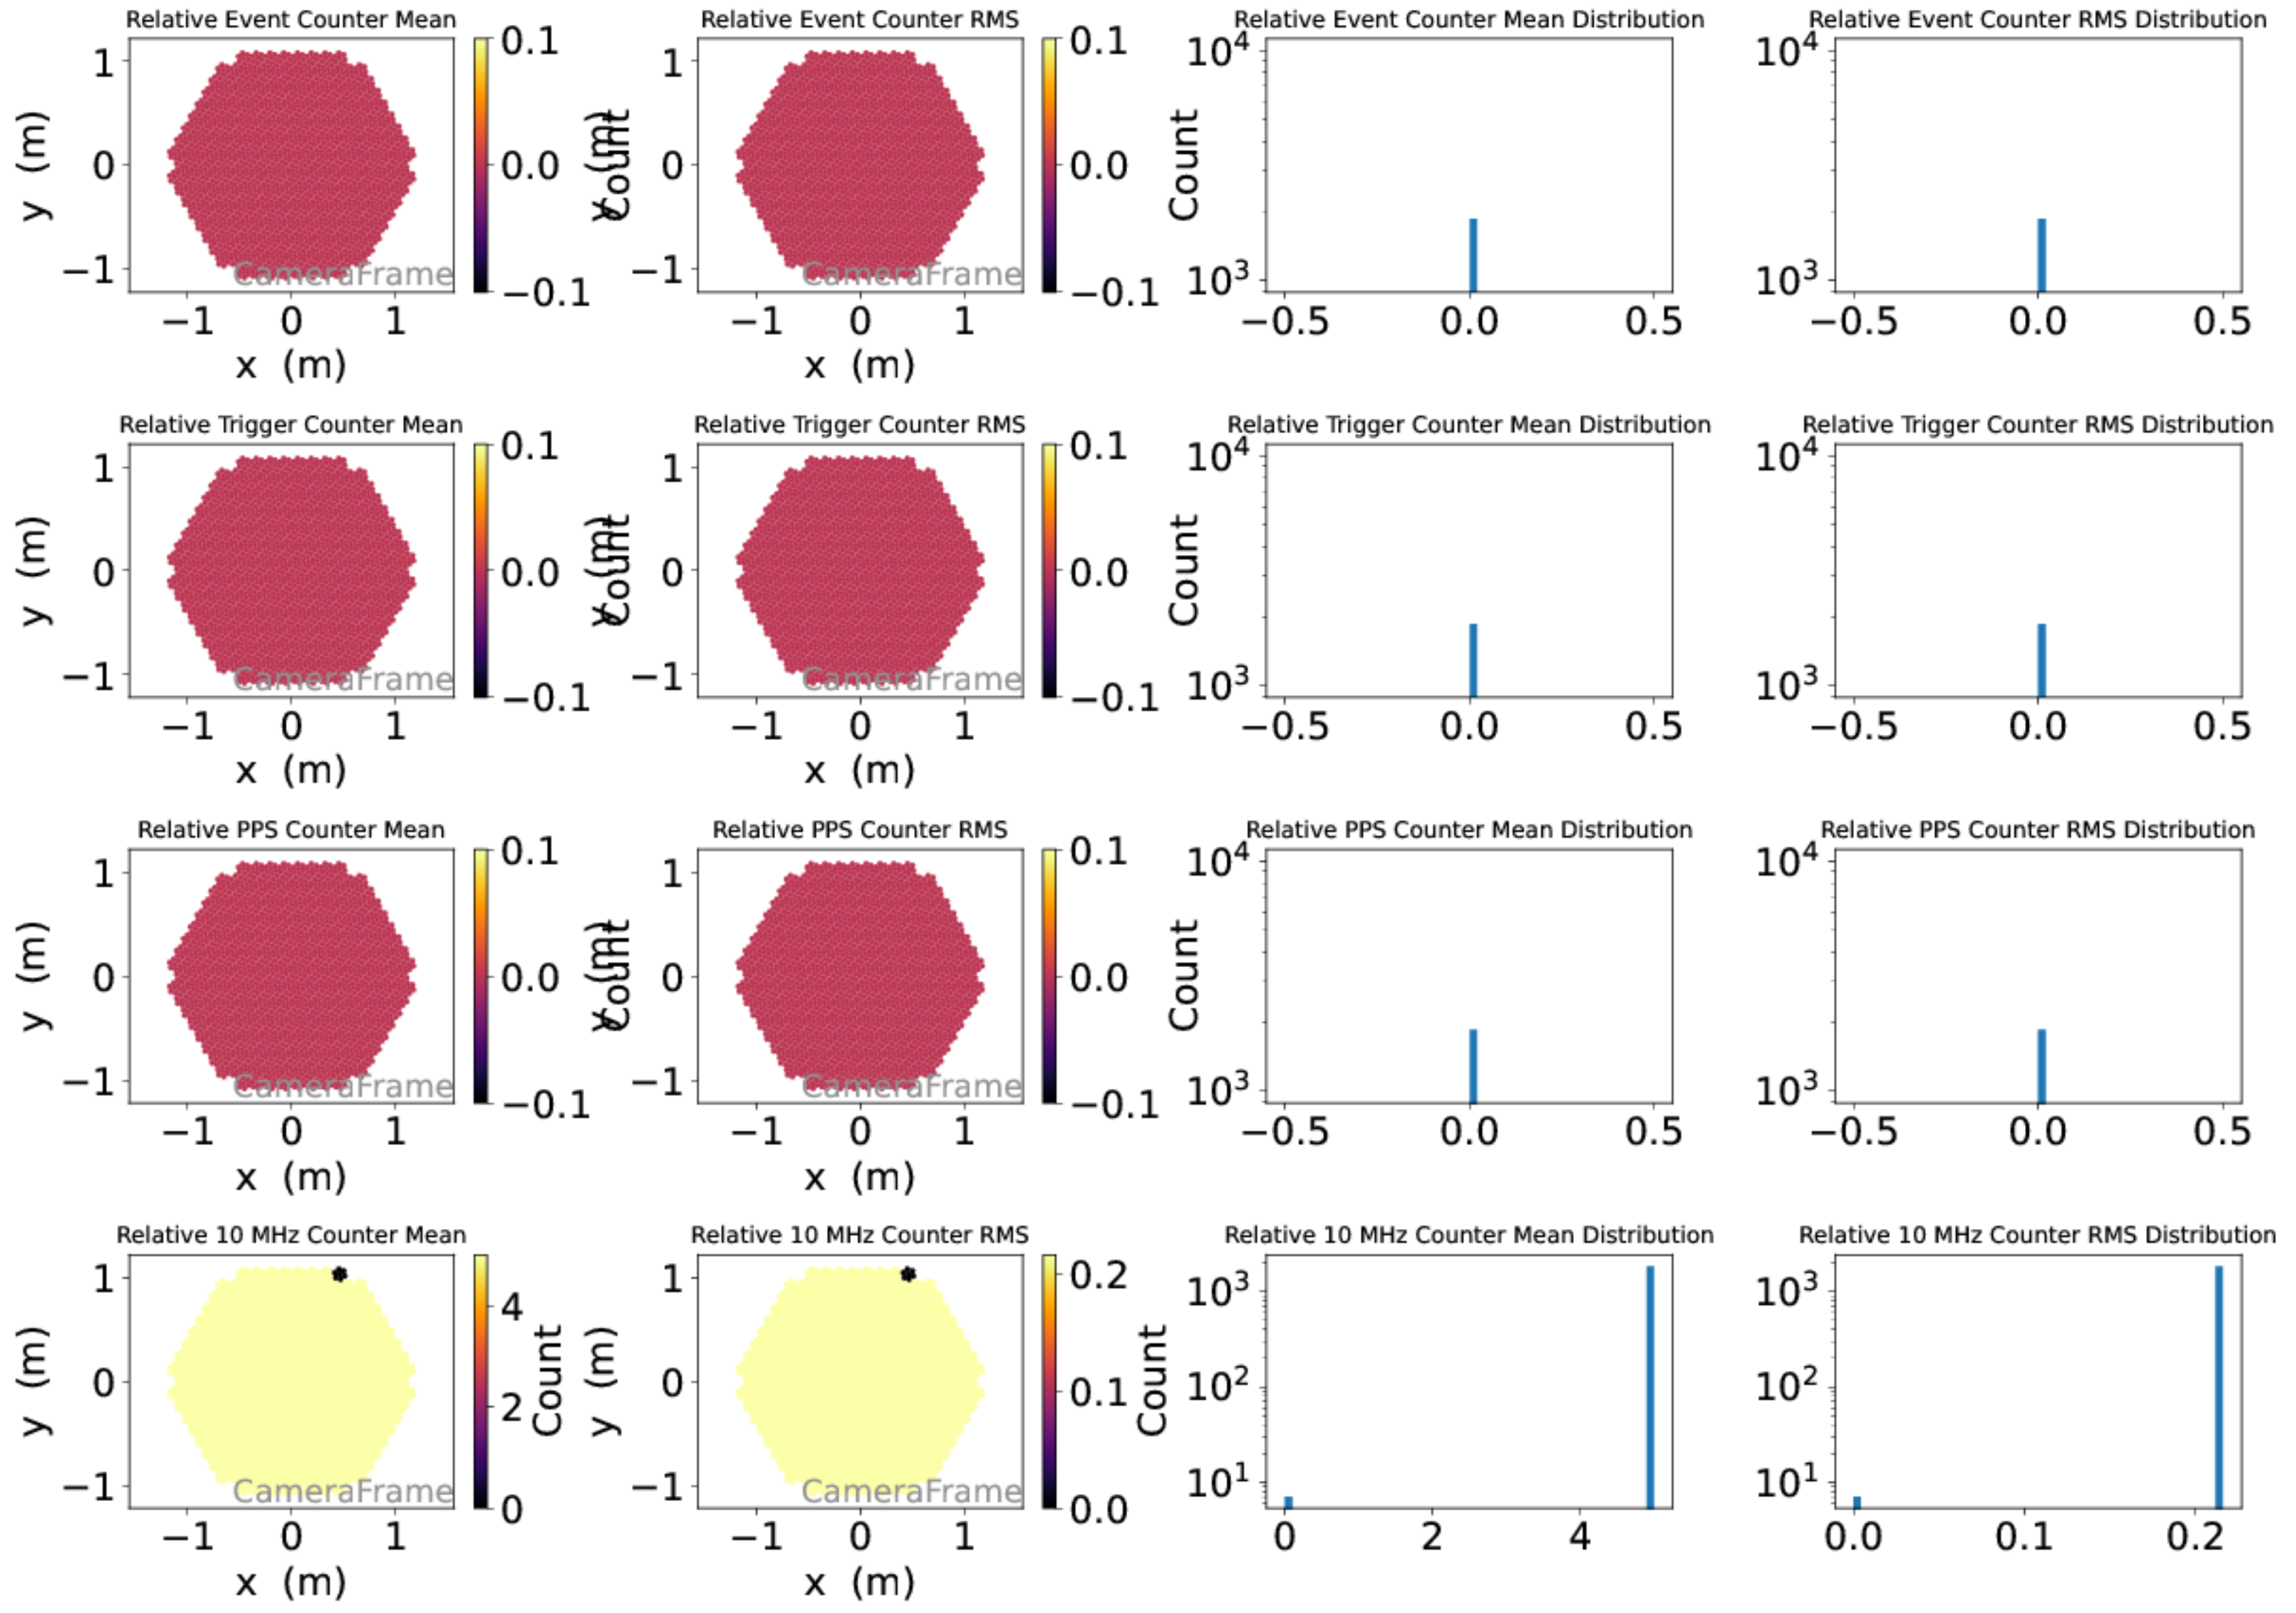 Relative Event Counter Mean
y (m)
1
0
−1
−1 0 1
x (m)
CameraFrame
0.1
0.0
−0.1
Count
Relative Event Counter RMS
y (m)
1
0
−1
−1 0 1
x (m)
CameraFrame
0.1
0.0
−0.1
Relative Event Counter Mean Distribution
Count
10^4
10^3
−0.5 0.0 0.5
Relative Event Counter RMS Distribution
10^4
10^3
−0.5 0.0 0.5
Relative Trigger Counter Mean
y (m)
1
0
−1
−1 0 1
x (m)
CameraFrame
0.1
0.0
−0.1
Count
Relative Trigger Counter RMS
y (m)
1
0
−1
−1 0 1
x (m)
CameraFrame
0.1
0.0
−0.1
Relative Trigger Counter Mean Distribution
Count
10^4
10^3
−0.5 0.0 0.5
Relative Trigger Counter RMS Distribution
10^4
10^3
−0.5 0.0 0.5
Relative PPS Counter Mean
y (m)
1
0
−1
−1 0 1
x (m)
CameraFrame
0.1
0.0
−0.1
Count
Relative PPS Counter RMS
y (m)
1
0
−1
−1 0 1
x (m)
CameraFrame
0.1
0.0
−0.1
Relative PPS Counter Mean Distribution
Count
10^4
10^3
−0.5 0.0 0.5
Relative PPS Counter RMS Distribution
10^4
10^3
−0.5 0.0 0.5
Relative 10 MHz Counter Mean
y (m)
1
0
−1
−1 0 1
x (m)
CameraFrame
4
2
0
Count
Relative 10 MHz Counter RMS
y (m)
1
0
−1
−1 0 1
x (m)
CameraFrame
0.2
0.1
0.0
Relative 10 MHz Counter Mean Distribution
Count
10^3
10^2
10^1
0 2 4
Relative 10 MHz Counter RMS Distribution
10^3
10^2
10^1
0.0 0.1 0.2